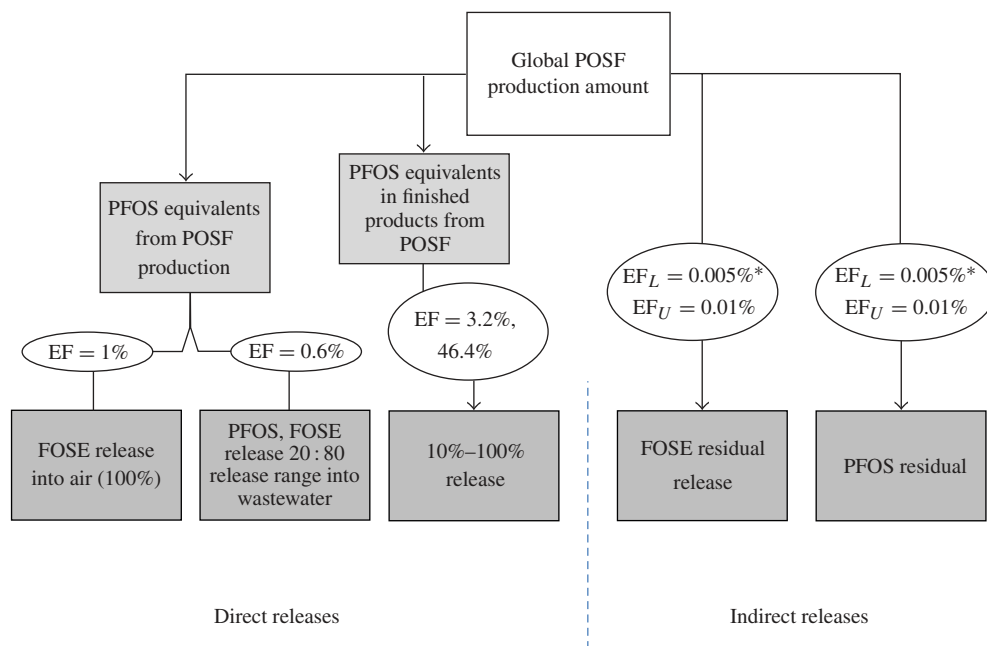 Global POSF
production amount
PFOS equivalents
from POSF
production
PFOS equivalents
in finished
products from
POSF
EF = 1%
EF = 0.6%
EF = 3.2%,
46.4%
EF_L = 0.005%*
EF_U = 0.01%
EF_L = 0.005%*
EF_U = 0.01%
FOSE release
into air (100%)
PFOS, FOSE
release 20 : 80
release range into
wastewater
10%–100%
release
FOSE residual
release
PFOS residual
Direct releases
Indirect releases